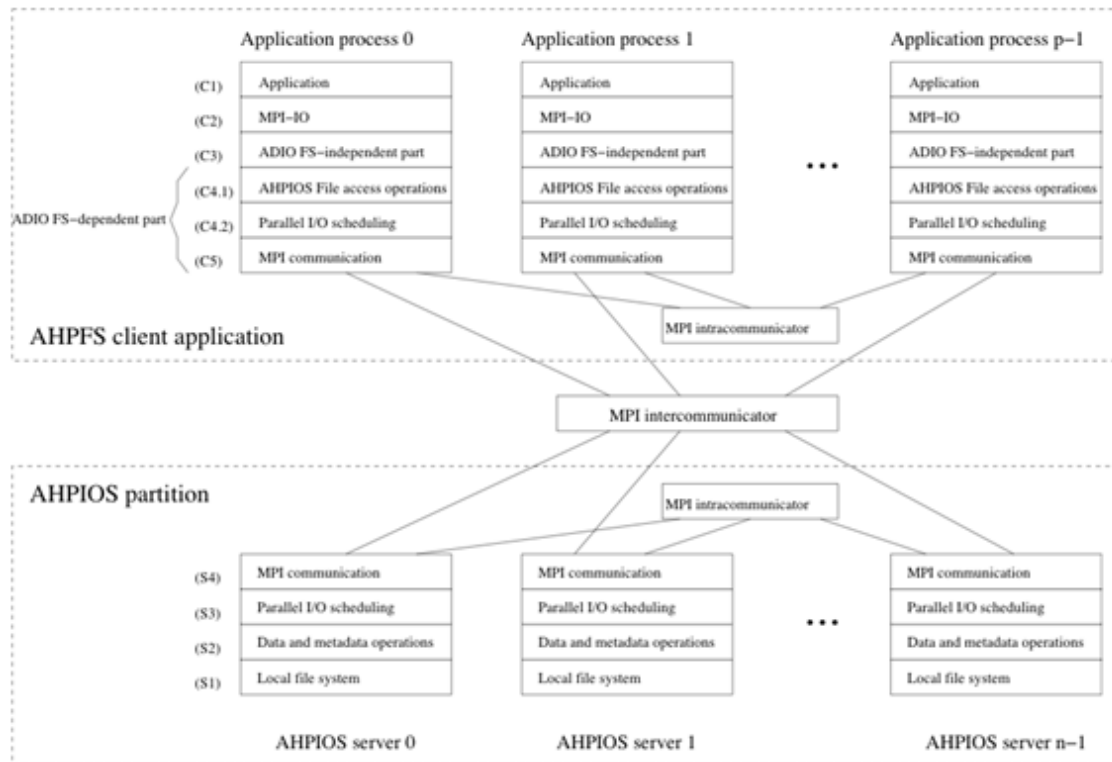 Application process 0 Application process 1 Application process p−1
(C1) Application Application Application
(C2) MPI−IO MPI−IO MPI−IO
(C3) ADIO FS−independent part ADIO FS−independent part ... ADIO FS−independent part
(C4.1) AHPIOS File access operations AHPIOS File access operations AHPIOS File access operations
ADIO FS−dependent part
(C4.2) Parallel I/O scheduling Parallel I/O scheduling Parallel I/O scheduling
(C5) MPI communication MPI communication MPI communication
MPI intracommunicator
AHPFS client application
MPI intercommunicator
AHPIOS partition
MPI intracommunicator
(S4) MPI communication MPI communication MPI communication
(S3) Parallel I/O scheduling Parallel I/O scheduling ... Parallel I/O scheduling
(S2) Data and metadata operations Data and metadata operations Data and metadata operations
(S1) Local file system Local file system Local file system
AHPIOS server 0 AHPIOS server 1 AHPIOS server n−1